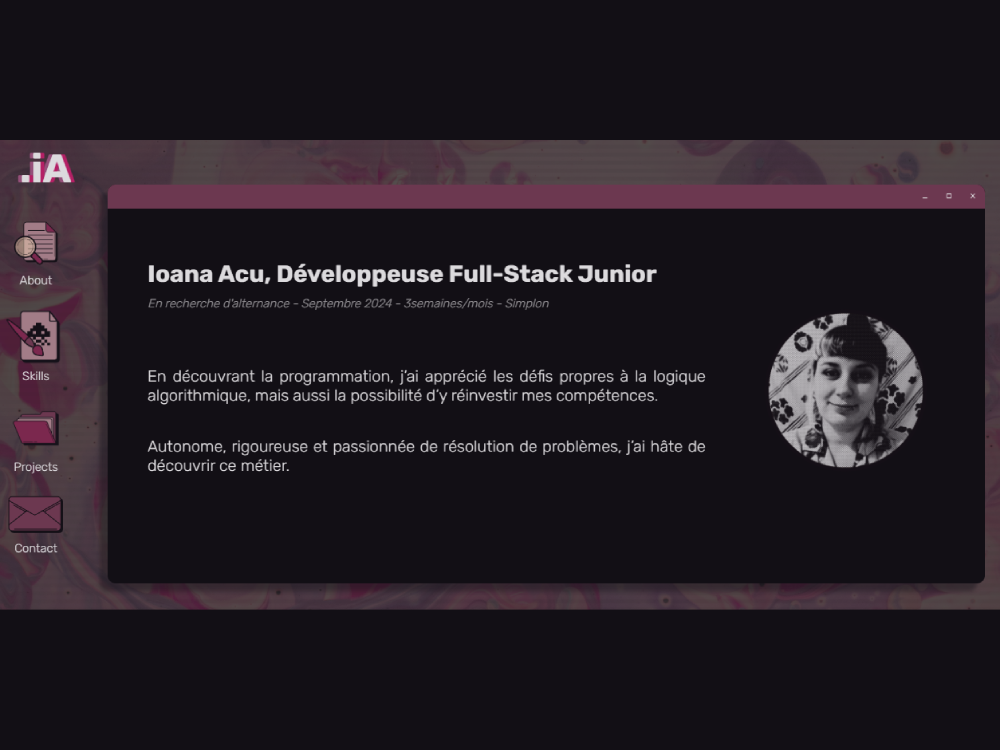 .iA
About
Skills
Projects
Contact
Ioana Acu, Développeuse Full-Stack Junior
En recherche d'alternance - Septembre 2024 - 3semaines/mois - Simplon
En découvrant la programmation, j'ai apprécié les défis propres à la logique
algorithmique, mais aussi la possibilité d'y réinvestir mes compétences.
Autonome, rigoureuse et passionnée de résolution de problèmes, j'ai hâte de
découvrir ce métier.